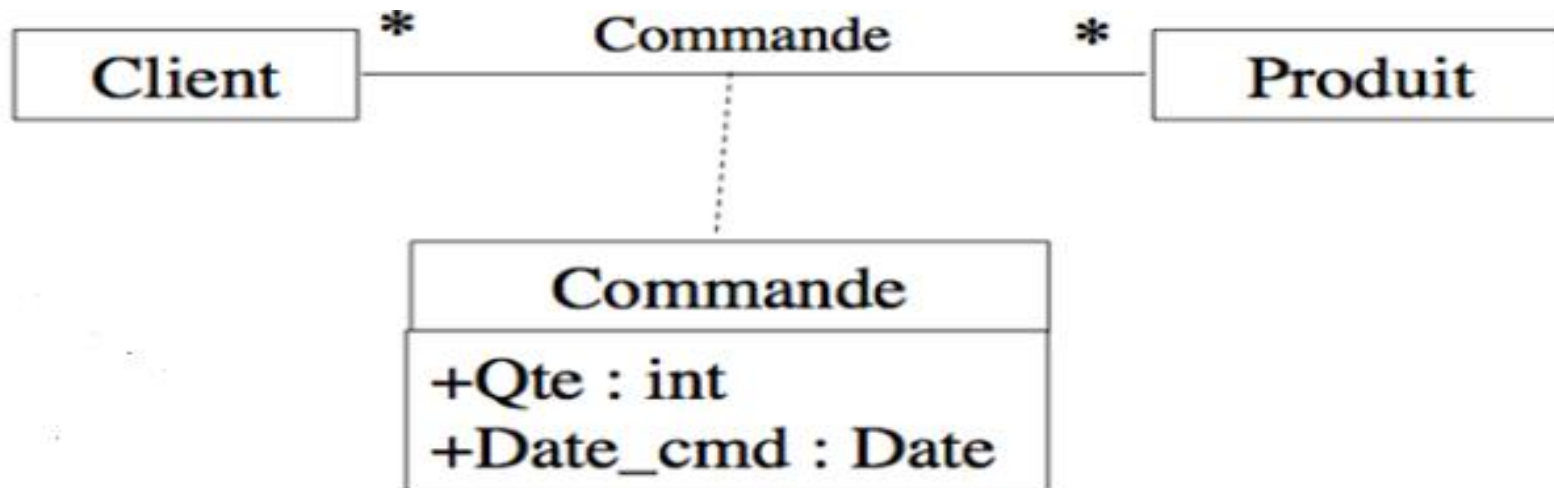 * Commande *
Client Produit
Commande
+Qte : int
+Date_cmd : Date